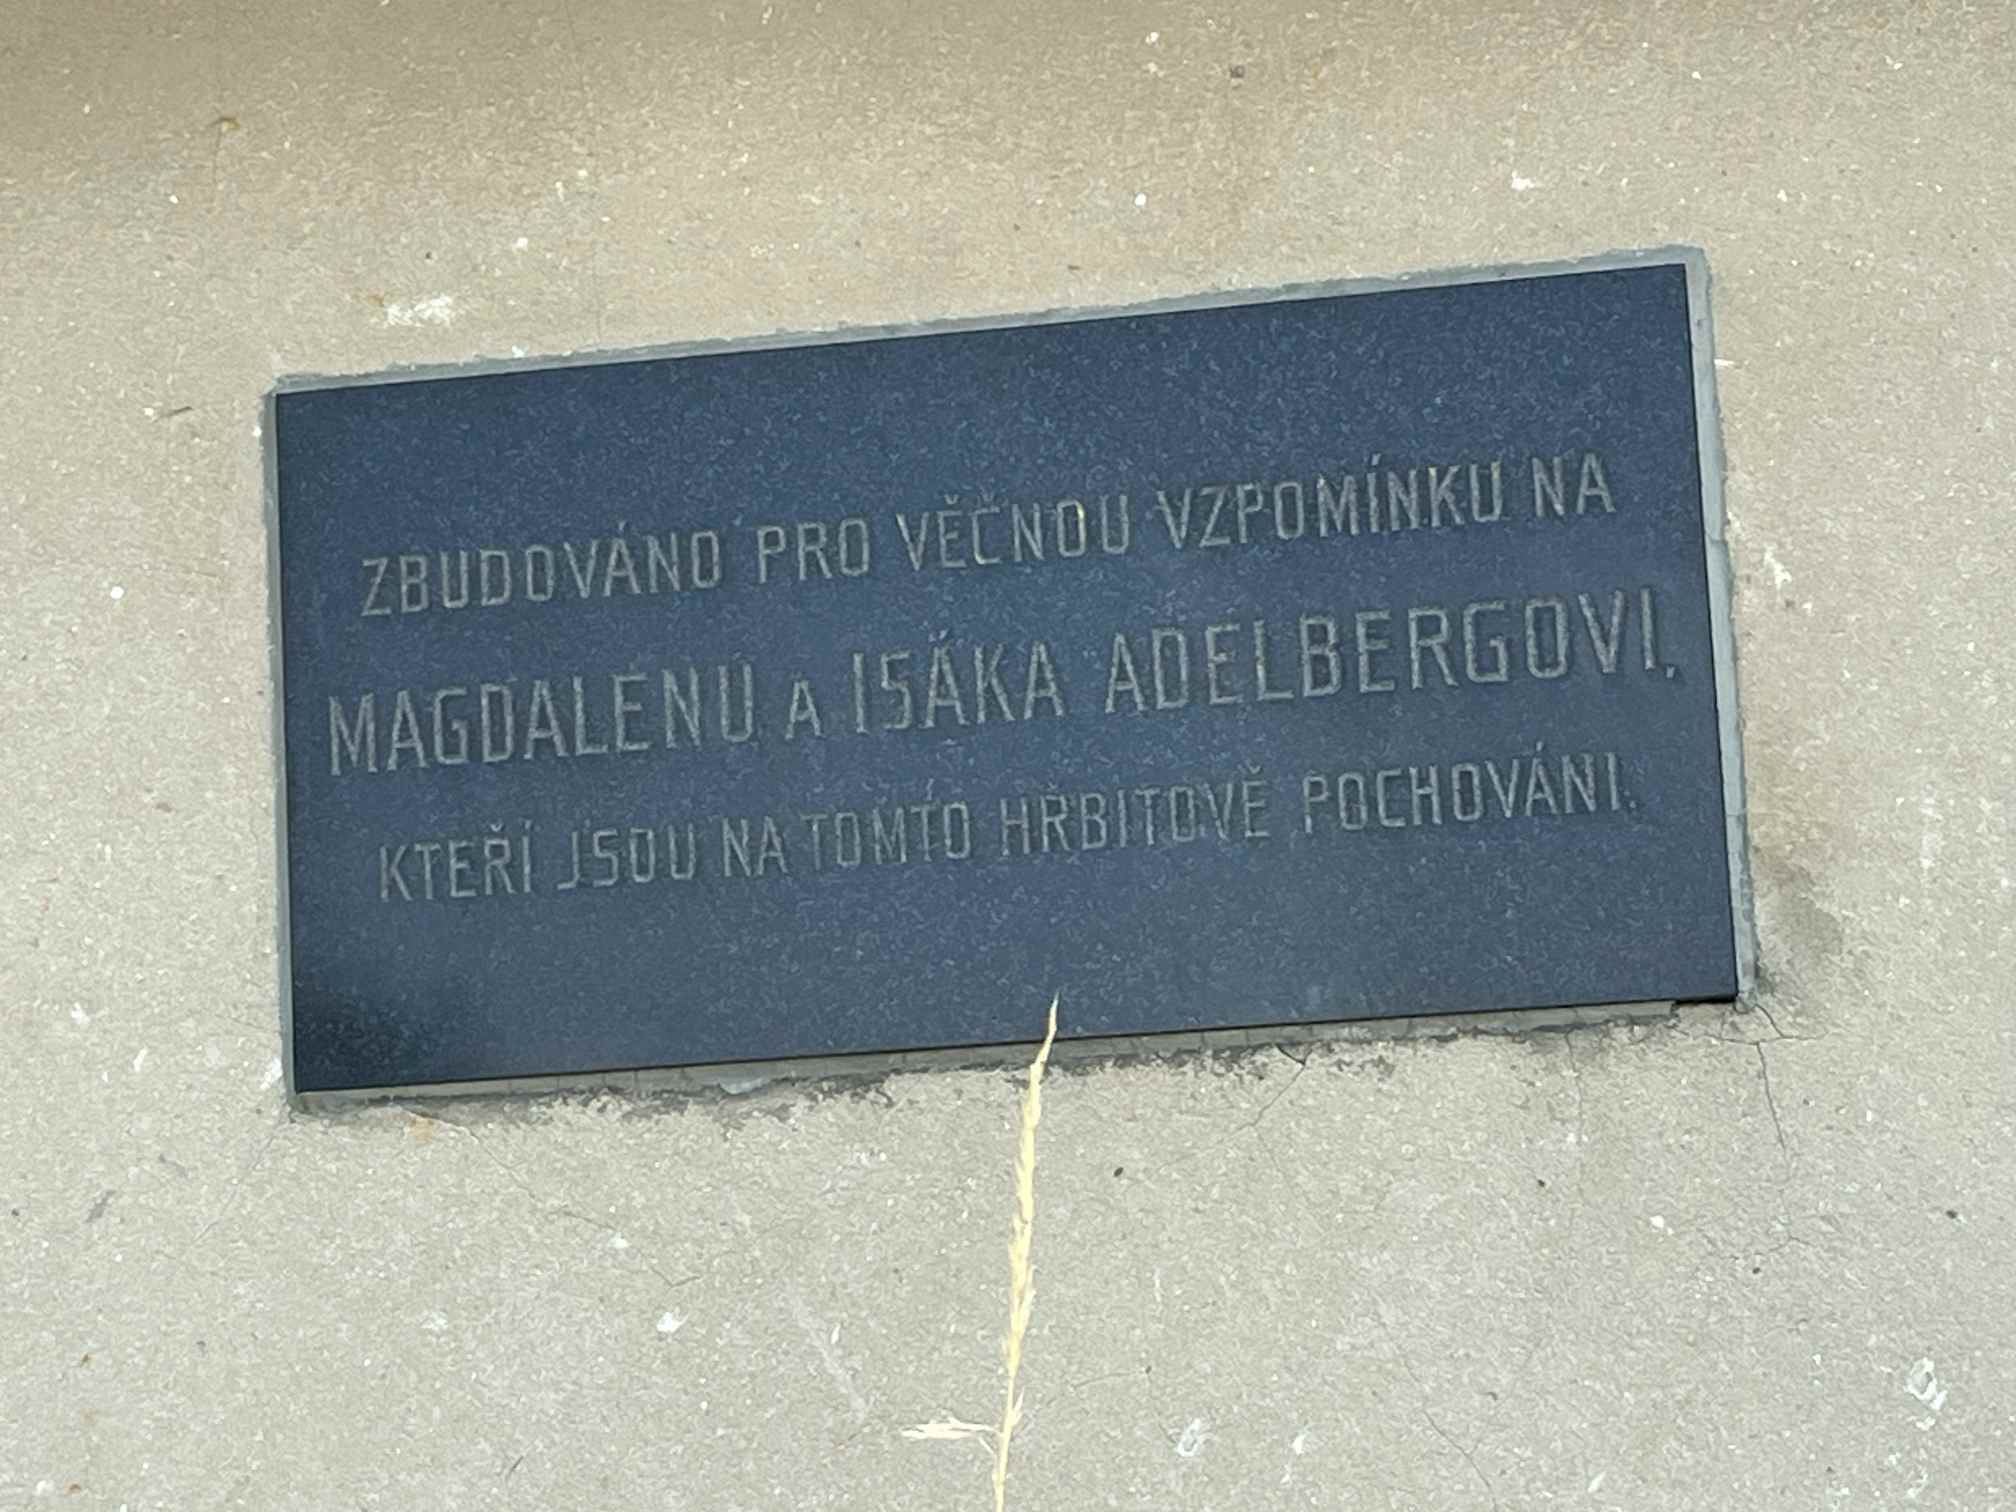 ZBUDOVÁNO PRO VĚČNOU VZPOMÍNKU NA
MAGDALENU A ISÁKA ADELBERGOVI,
KTEŘÍ JSOU NA TOMTO HŘBITOVĚ POCHOVÁNI.